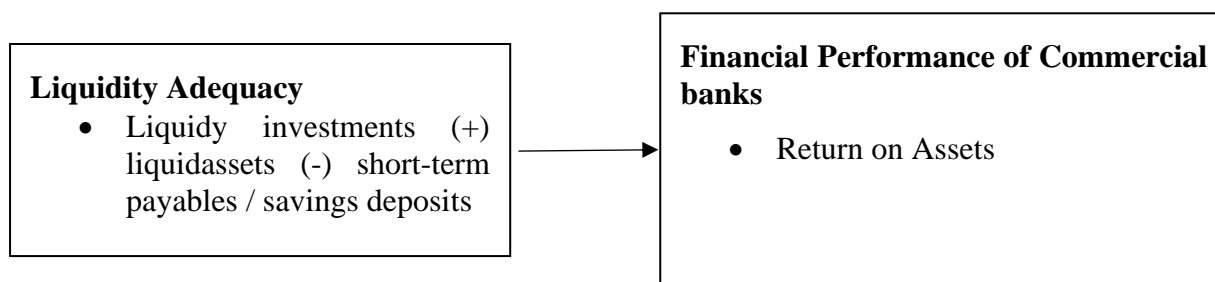 Liquidity Adequacy
• Liquidy investments (+)
liquidassets (-) short-term
payables / savings deposits
Financial Performance of Commercial
banks
• Return on Assets